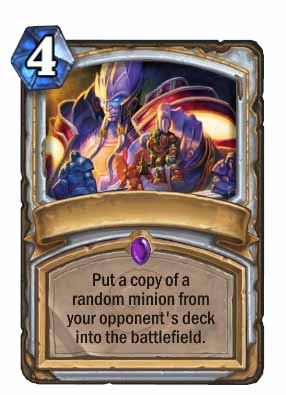 4
Put a copy of a
random minion from
your opponent's deck
into the battlefield.